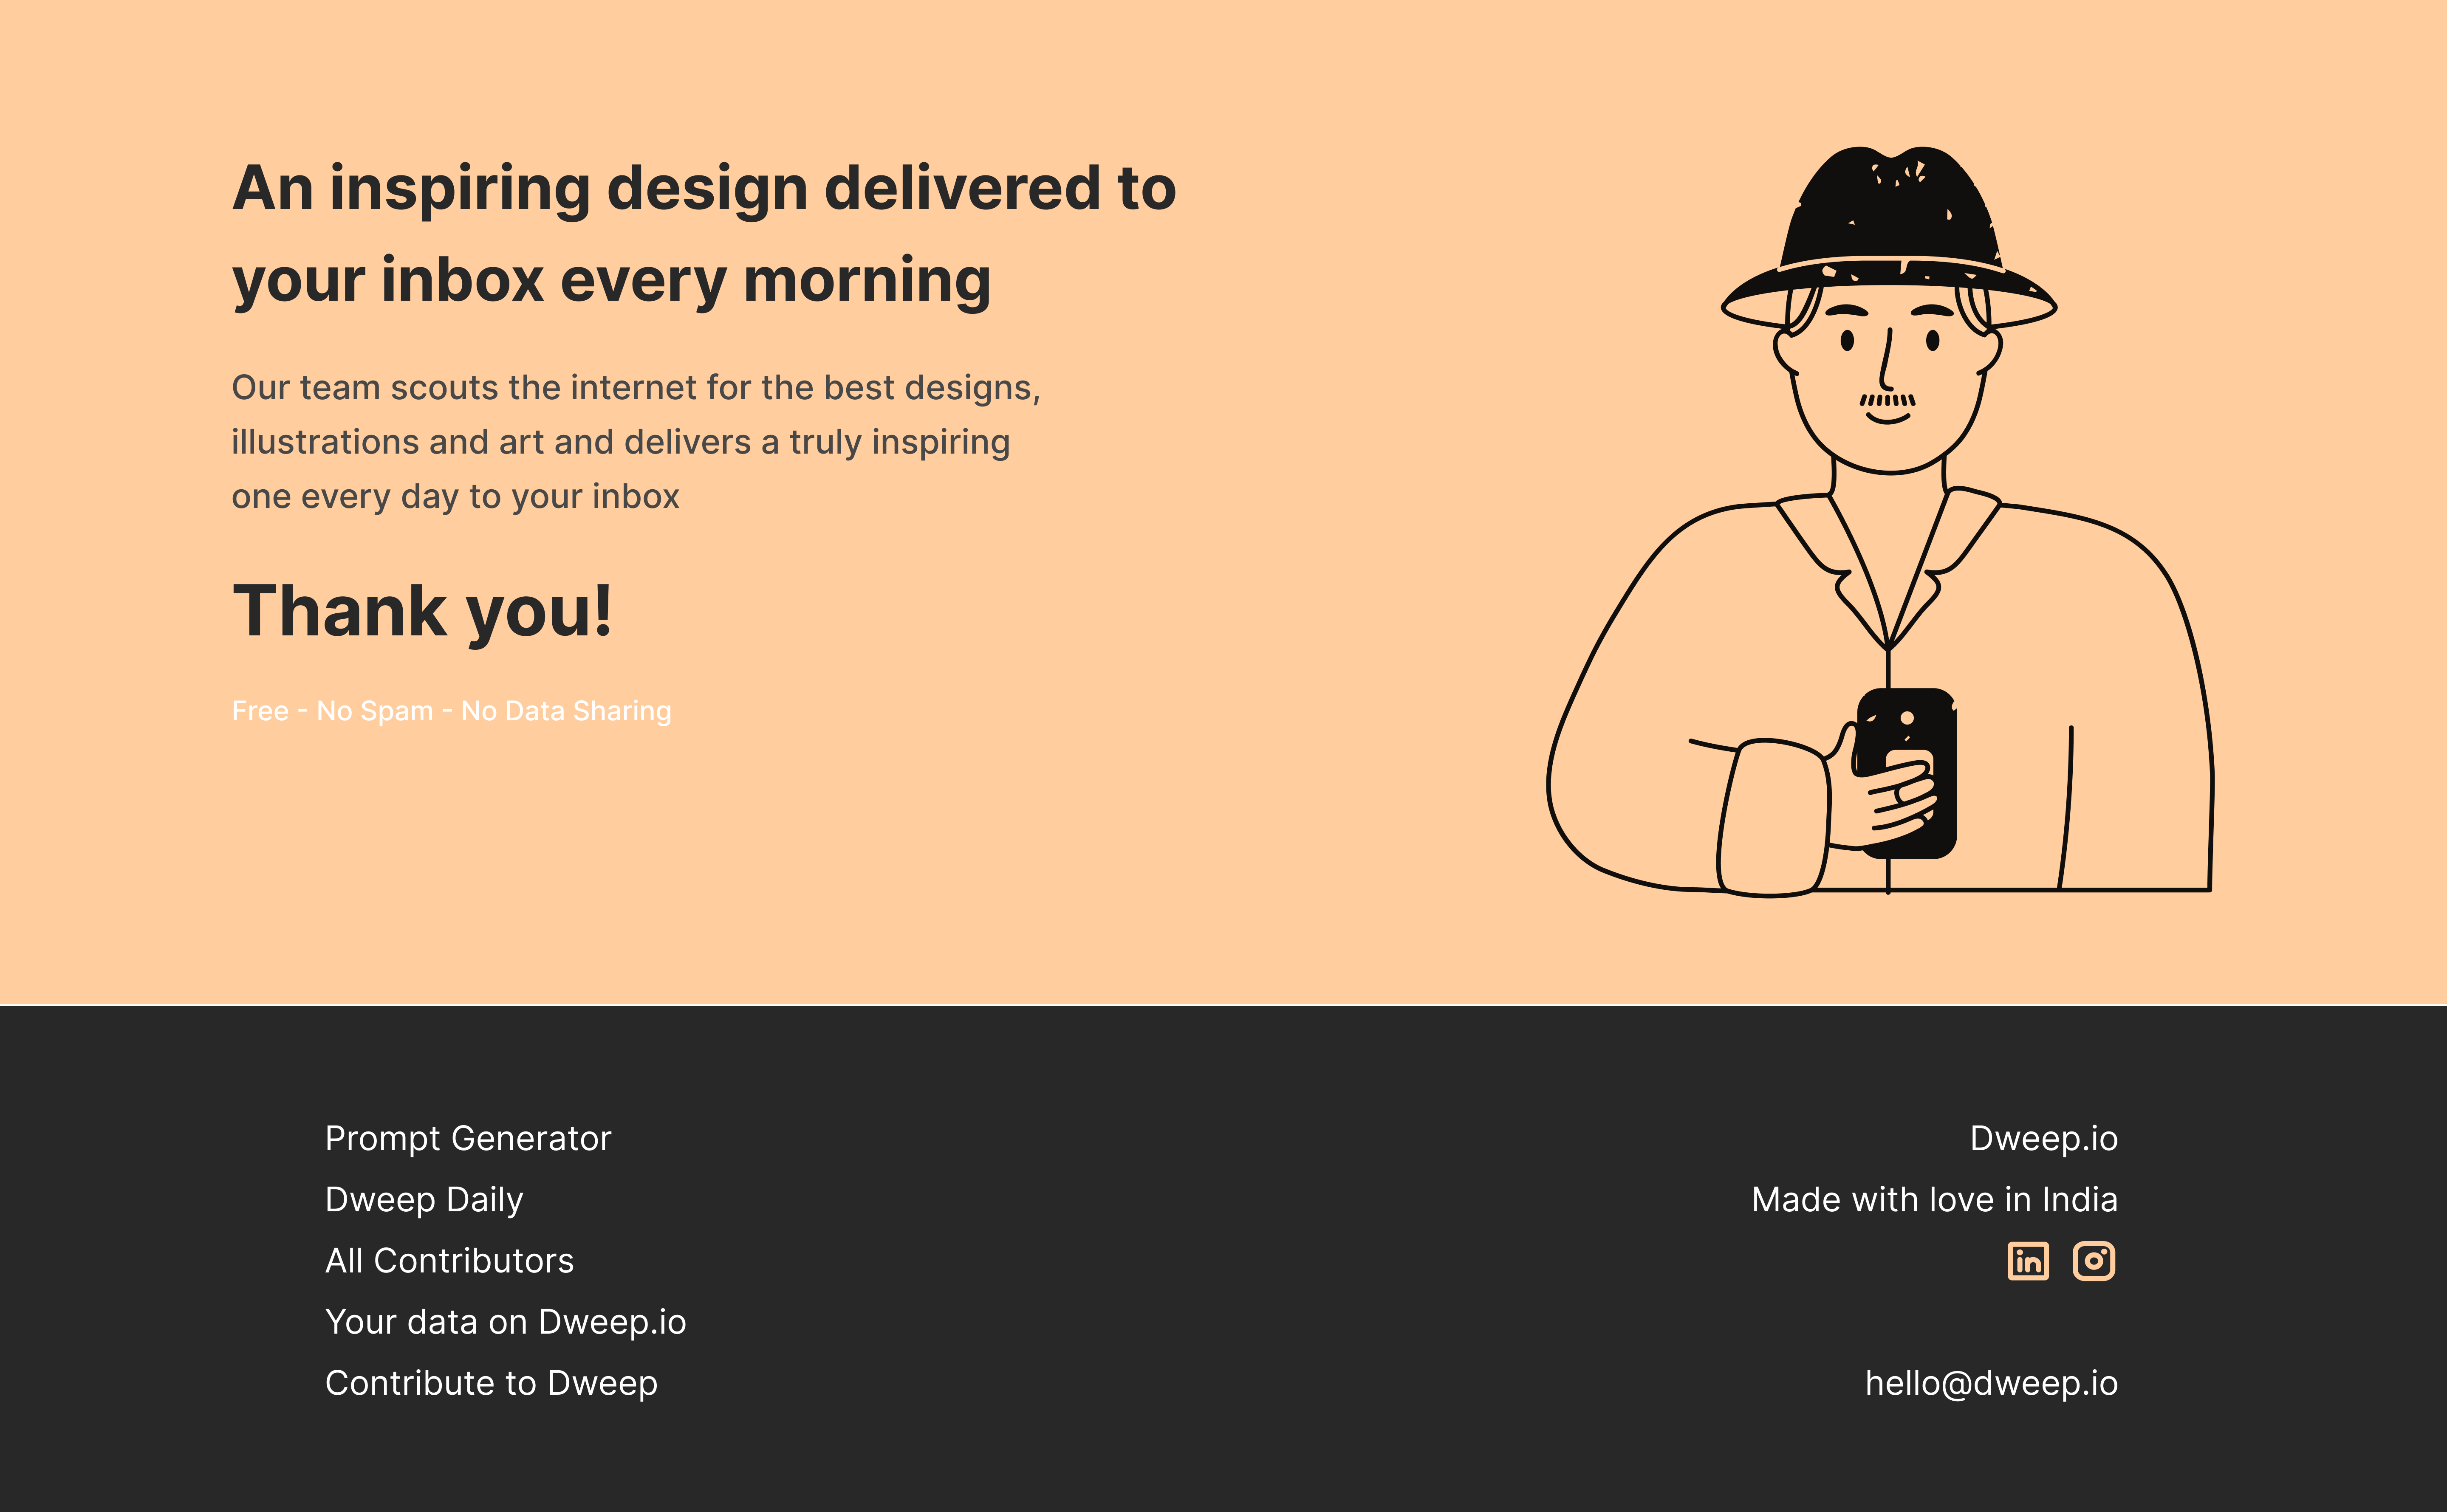 An inspiring design delivered to
your inbox every morning
Our team scouts the internet for the best designs,
illustrations and art and delivers a truly inspiring
one every day to your inbox
Thank you!
Free - No Spam - No Data Sharing
Prompt Generator
Dweep Daily
All Contributors
Your data on Dweep.io
Contribute to Dweep
Dweep.io
Made with love in India
in
hello@dweep.io